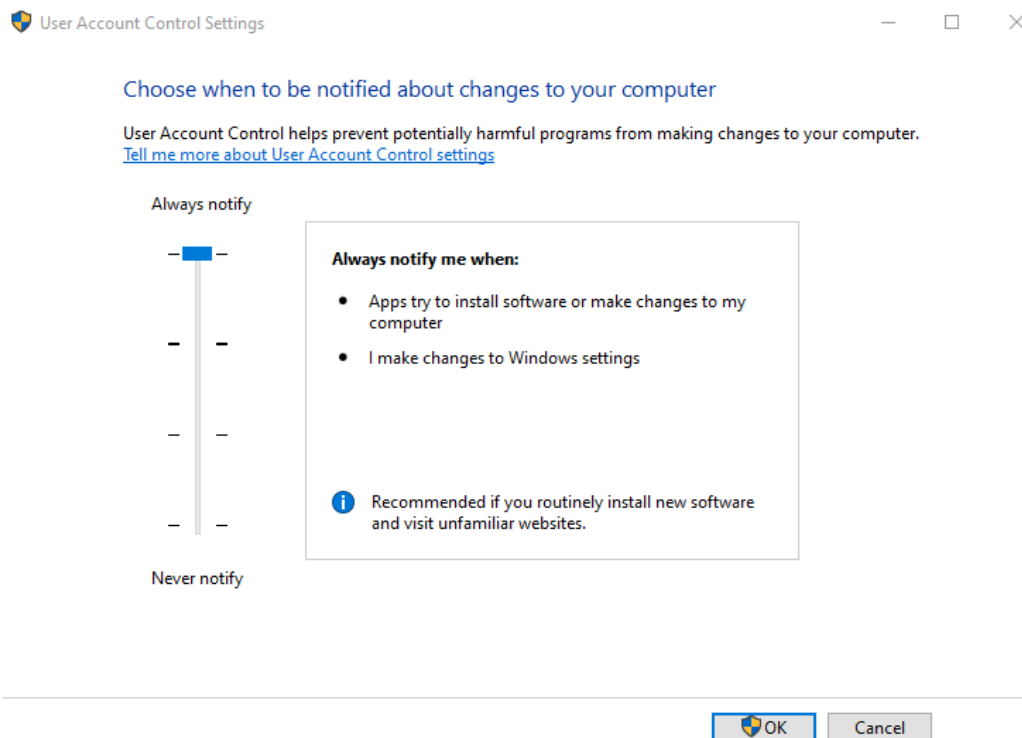 User Account Control Settings
Choose when to be notified about changes to your computer
User Account Control helps prevent potentially harmful programs from making changes to your computer.
Tell me more about User Account Control settings
Always notify
Always notify me when:
Apps try to install software or make changes to my
computer
I make changes to Windows settings
Recommended if you routinely install new software
and visit unfamiliar websites.
Never notify
OK
Cancel